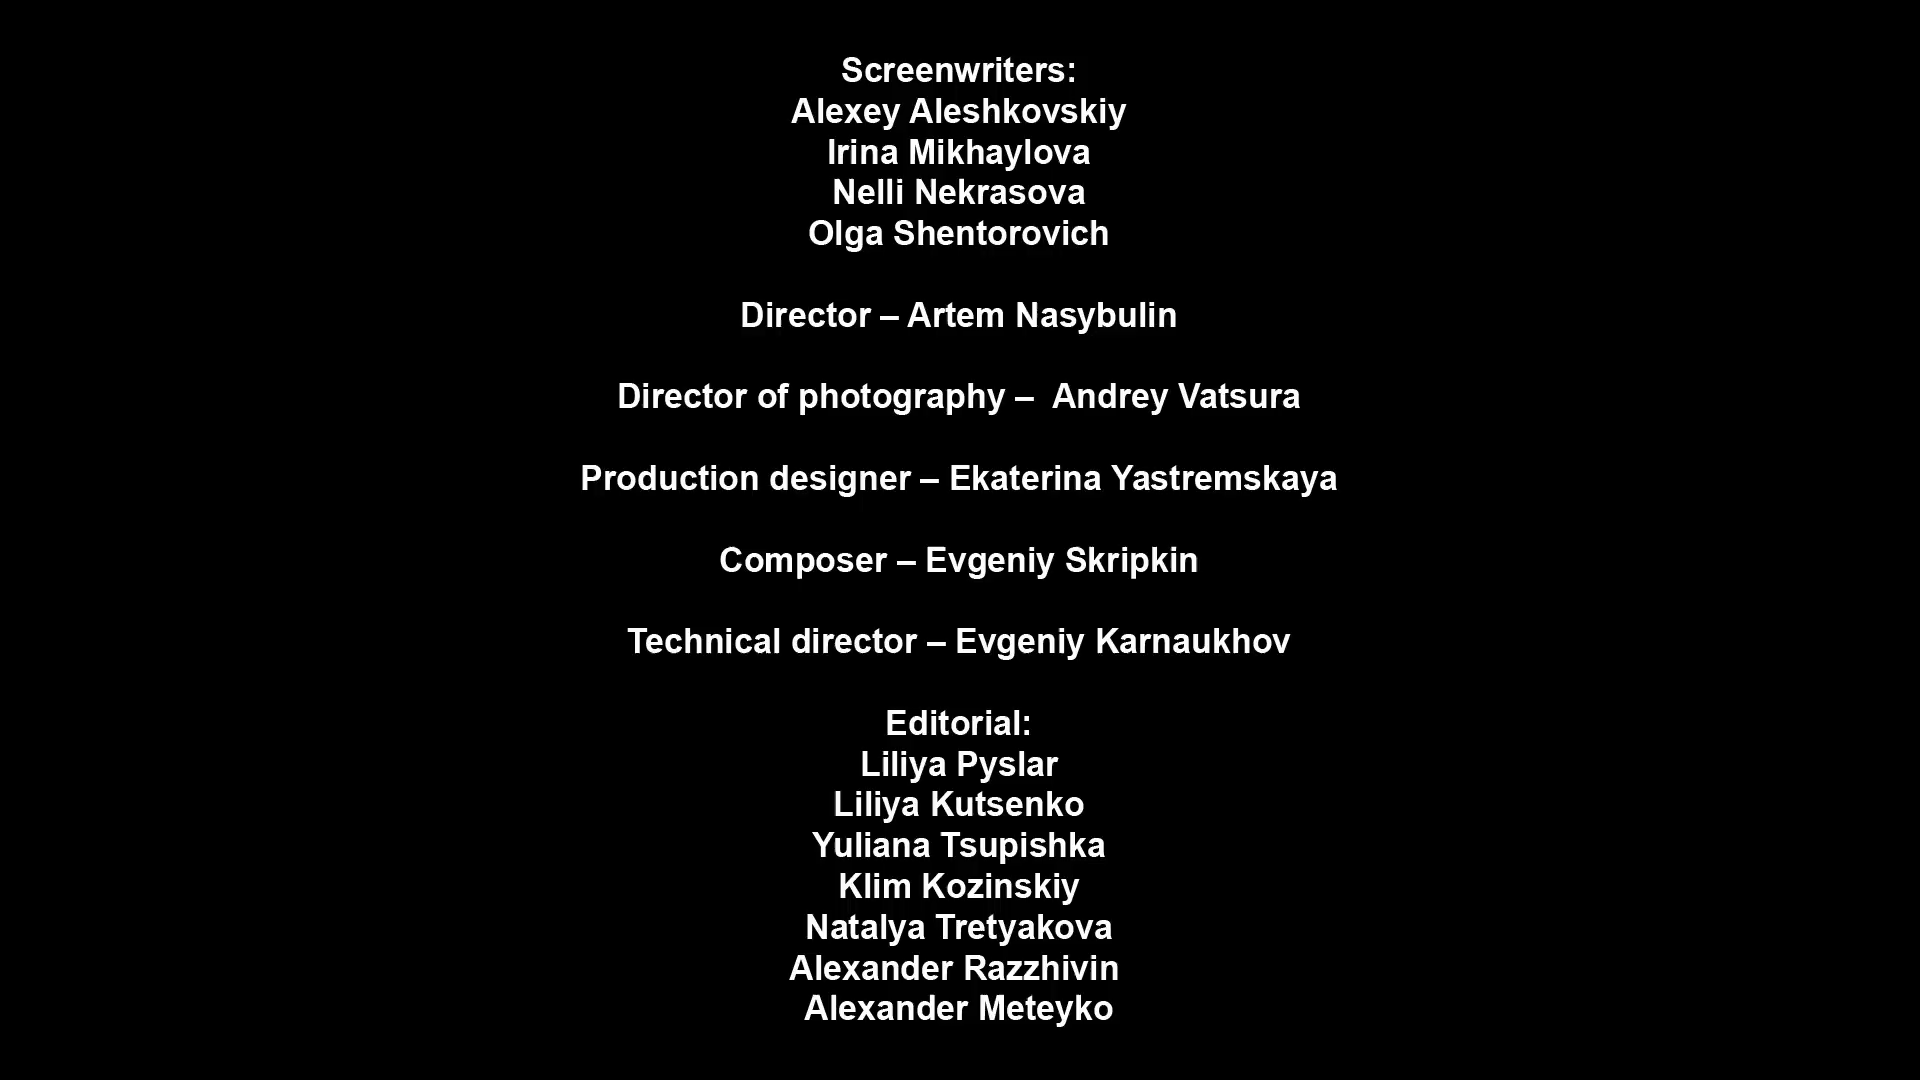 Screenwriters:
Alexey Aleshkovskiy
Irina Mikhaylova
Nelli Nekrasova
Olga Shentorovich
Director – Artem Nasybulin
Director of photography –  Andrey Vatsura
Production designer – Ekaterina Yastremskaya
Composer – Evgeniy Skripkin
Technical director – Evgeniy Karnaukhov
Editorial:
Liliya Pyslar
Liliya Kutsenko
Yuliana Tsupishka
Klim Kozinskiy
Natalya Tretyakova
Alexander Razzhivin
Alexander Meteyko